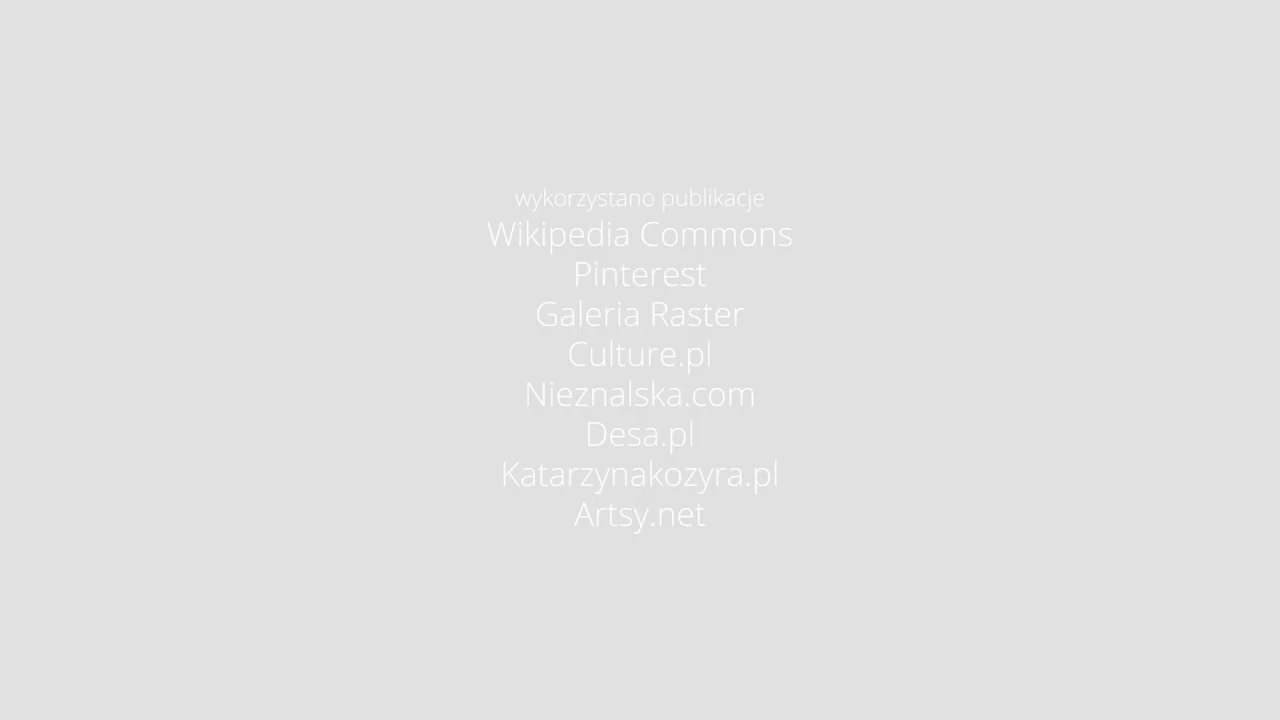 wykorzystano publikacje
Wikipedia Commons
Pinterest
Galeria Raster
Culture.pl
Nieznalska.com
Desa.pl
Katarzynakozyra.pl
Artsy.net